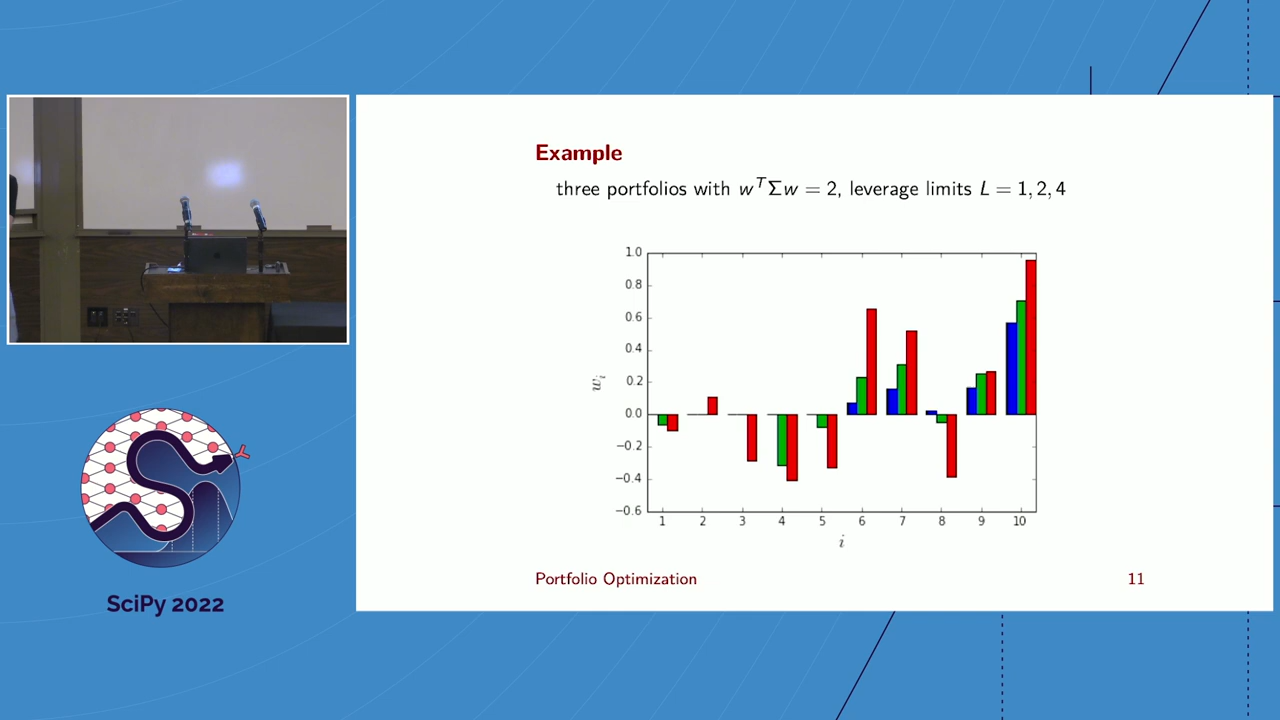 Example
three portfolios with wᵀΣw = 2, leverage limits L = 1, 2, 4
1.0
0.8
0.6
0.4
0.2
0.0
−0.2
−0.4
−0.6
wᵢ
1 2 3 4 5 6 7 8 9 10
i
Portfolio Optimization 11
SciPy 2022